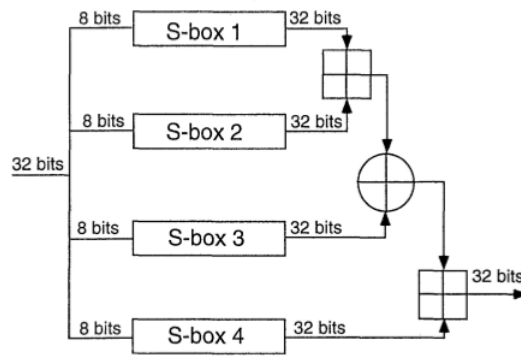 8 bits S-box 1 32 bits
8 bits S-box 2 32 bits
32 bits
8 bits S-box 3 32 bits
32 bits
8 bits S-box 4 32 bits